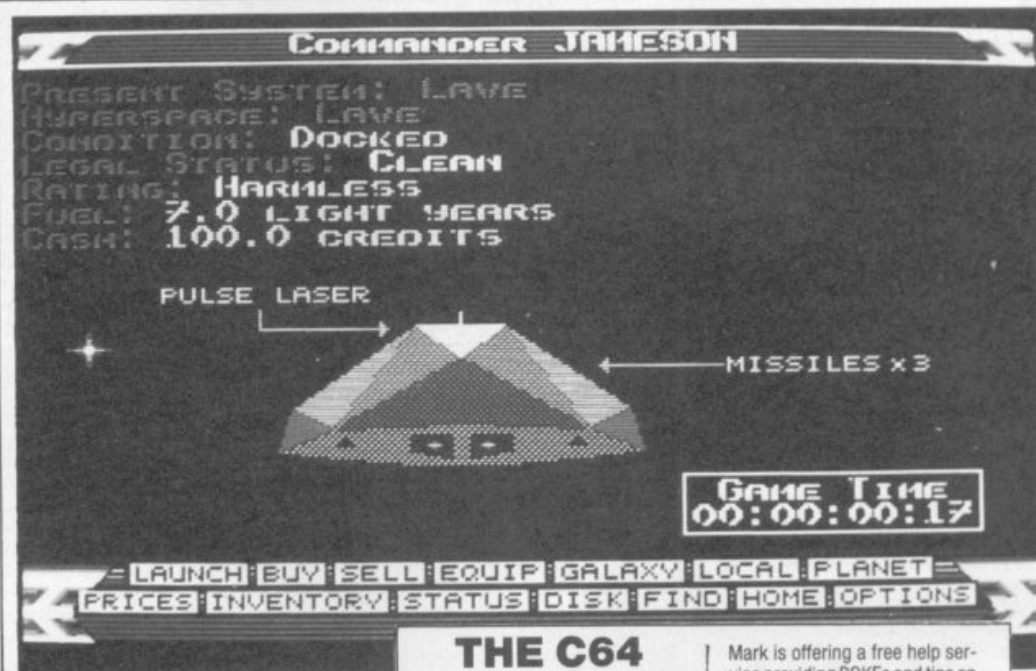 COMMANDER JAMESON
PRESENT SYSTEM: LAVE
HYPERSPACE: LAVE
CONDITION: DOCKED
LEGAL STATUS: CLEAN
RATING: HARMLESS
FUEL: 7.0 LIGHT YEARS
CASH: 100.0 CREDITS
PULSE LASER
MISSILES x 3
GAME TIME
00:00:00:17
LAUNCH BUY SELL EQUIP GALAXY LOCAL PLANET
PRICES INVENTORY STATUS DISK FIND HOME OPTIONS
THE C64
Mark is offering a free help ser-
vice providing POKEs and tips on